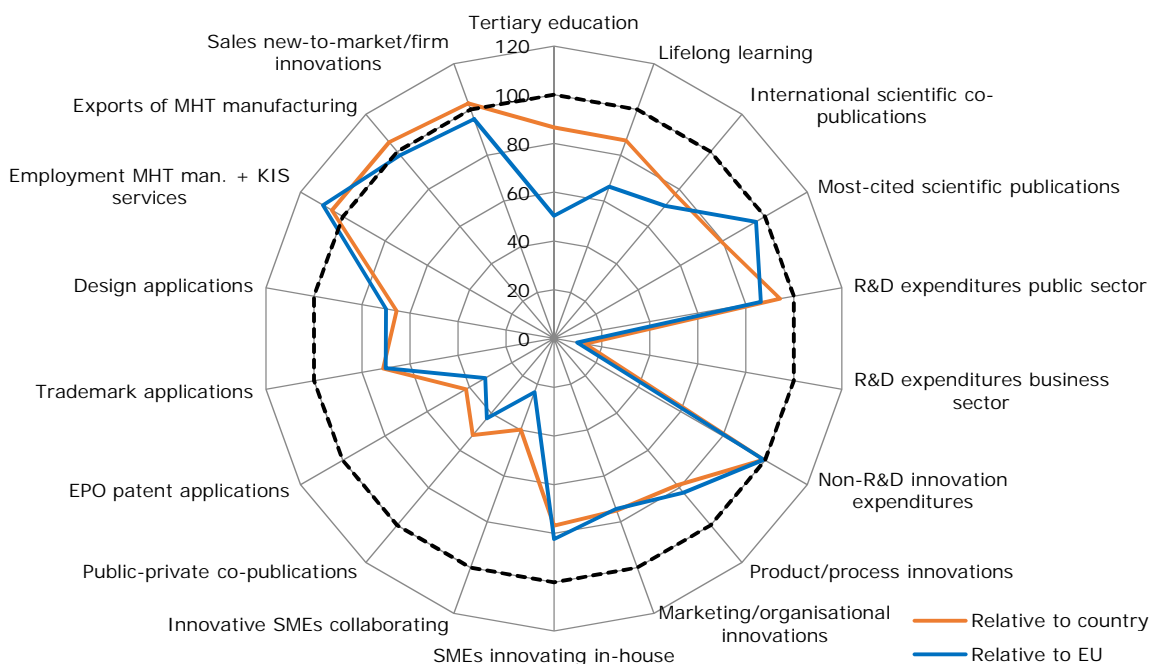 Tertiary education
Sales new-to-market/firm
innovations
120
Lifelong learning
Exports of MHT manufacturing
100
International scientific co-
publications
Employment MHT man. + KIS
services
80
Most-cited scientific publications
60
40
Design applications
20
R&D expenditures public sector
0
Trademark applications
R&D expenditures business
sector
EPO patent applications
Non-R&D innovation
expenditures
Public-private co-publications
Product/process innovations
Innovative SMEs collaborating
Marketing/organisational
innovations
SMEs innovating in-house
Relative to country
Relative to EU